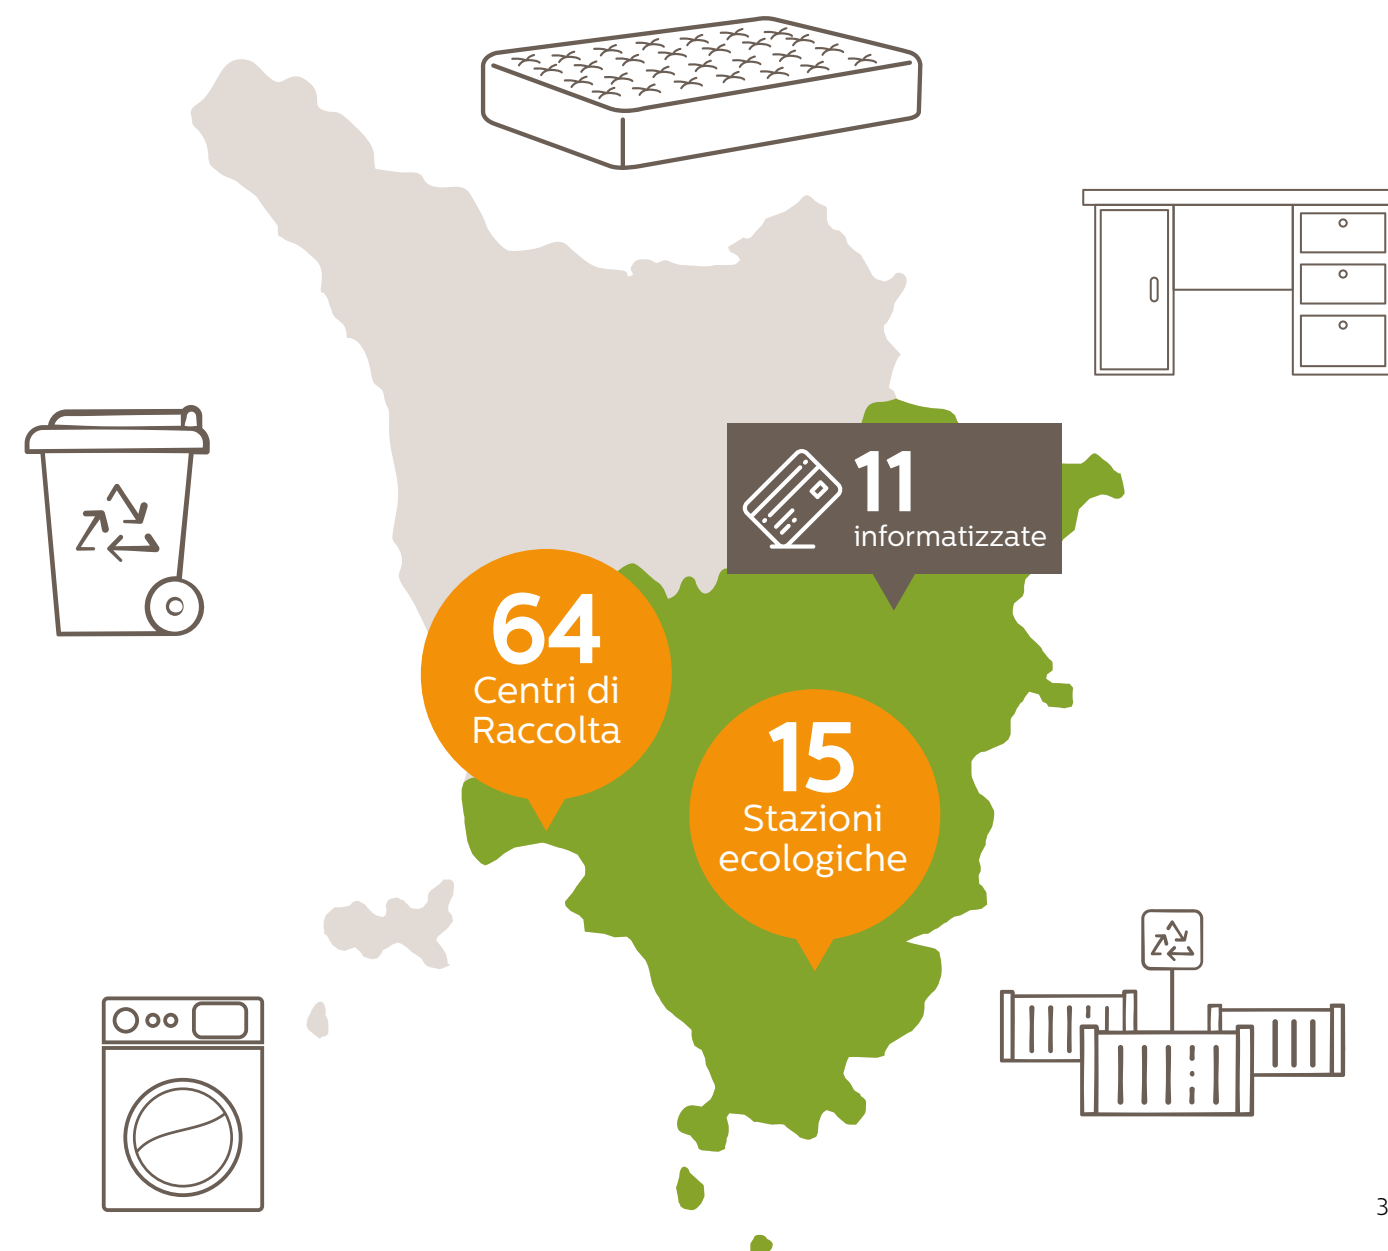 11
informatizzate
64
Centri di
Raccolta
15
Stazioni
ecologiche
3